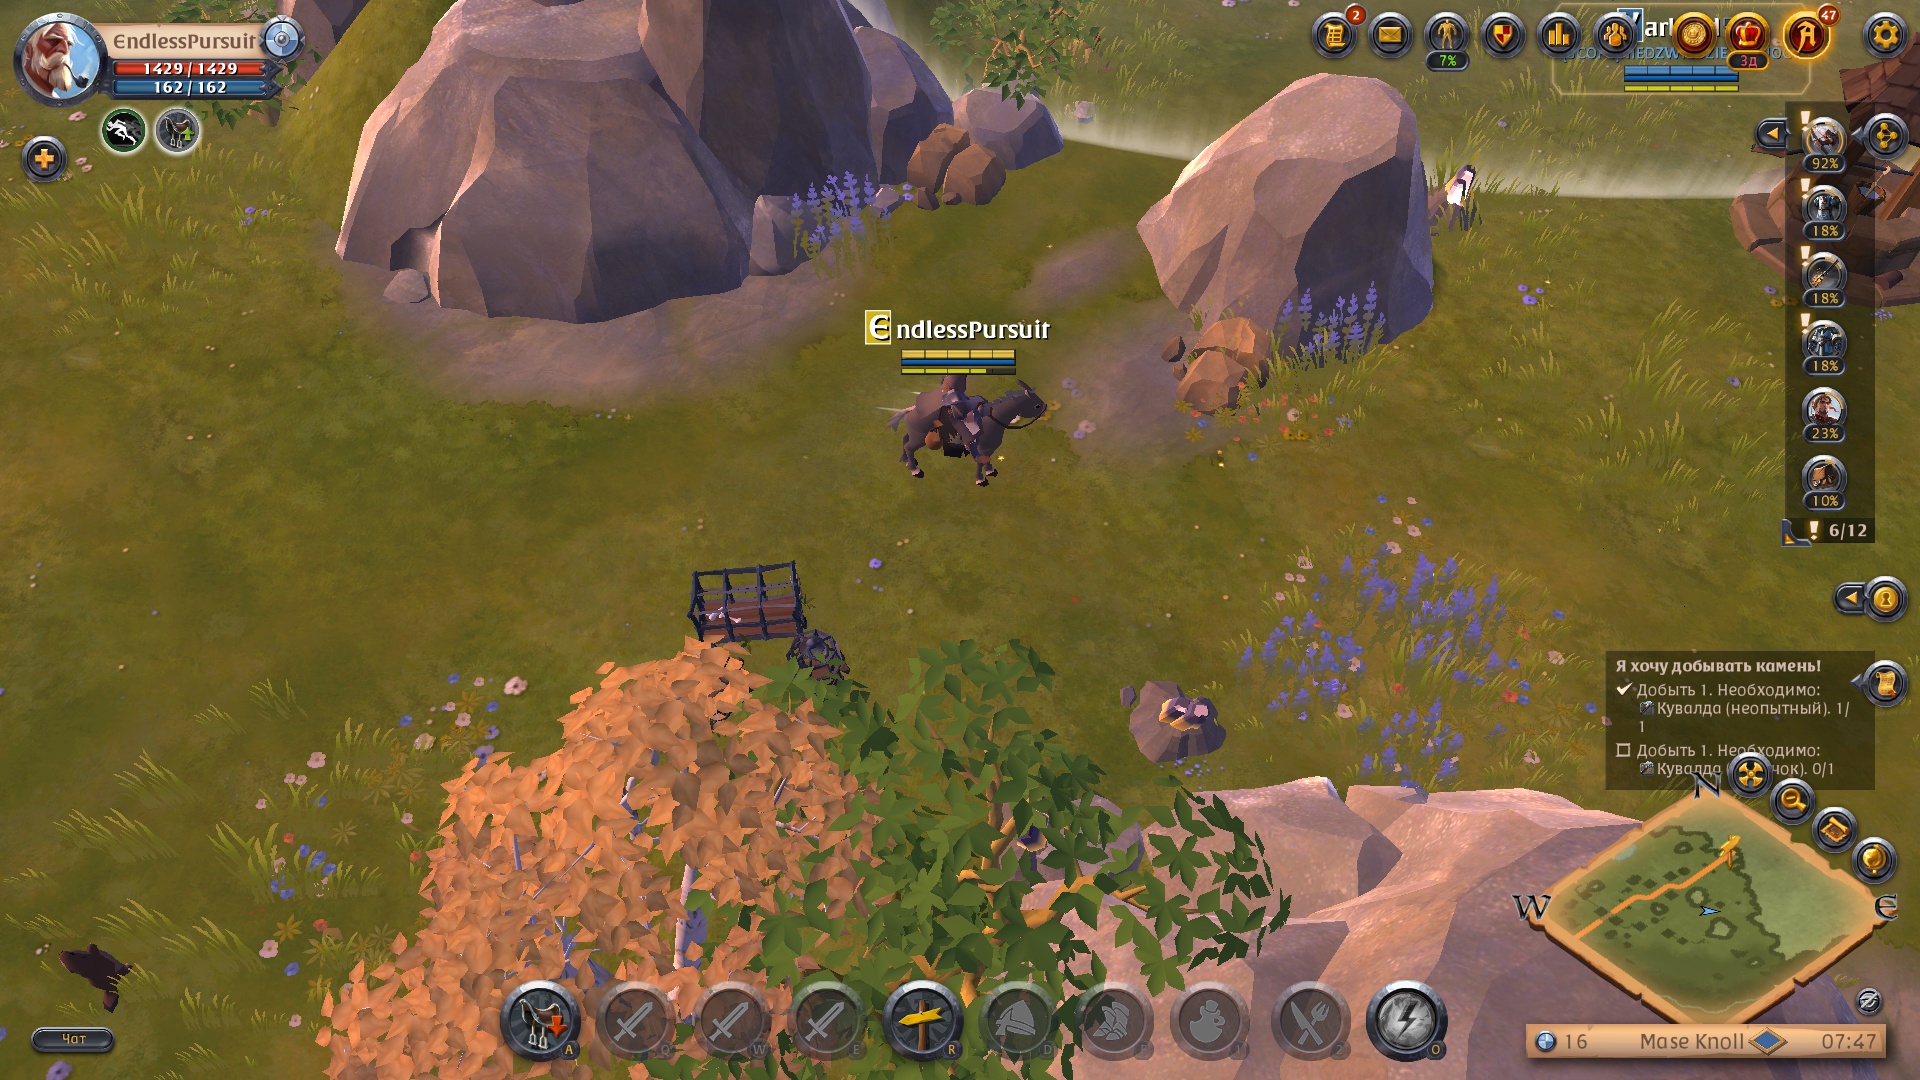 EndlessPursuit
1429 / 1429
162 / 162
2
7%
3д
47
92%
18%
18%
18%
23%
10%
6/12
EndlessPursuit
Я хочу добывать камень!
Добыть 1. Необходимо:
Кувалда (неопытный). 1/
1
Добыть 1. Необходимо:
Кувалда
0/1
N
W
E
A
Q
W
E
R
D
O
Чат
16
Mase Knoll
07:47